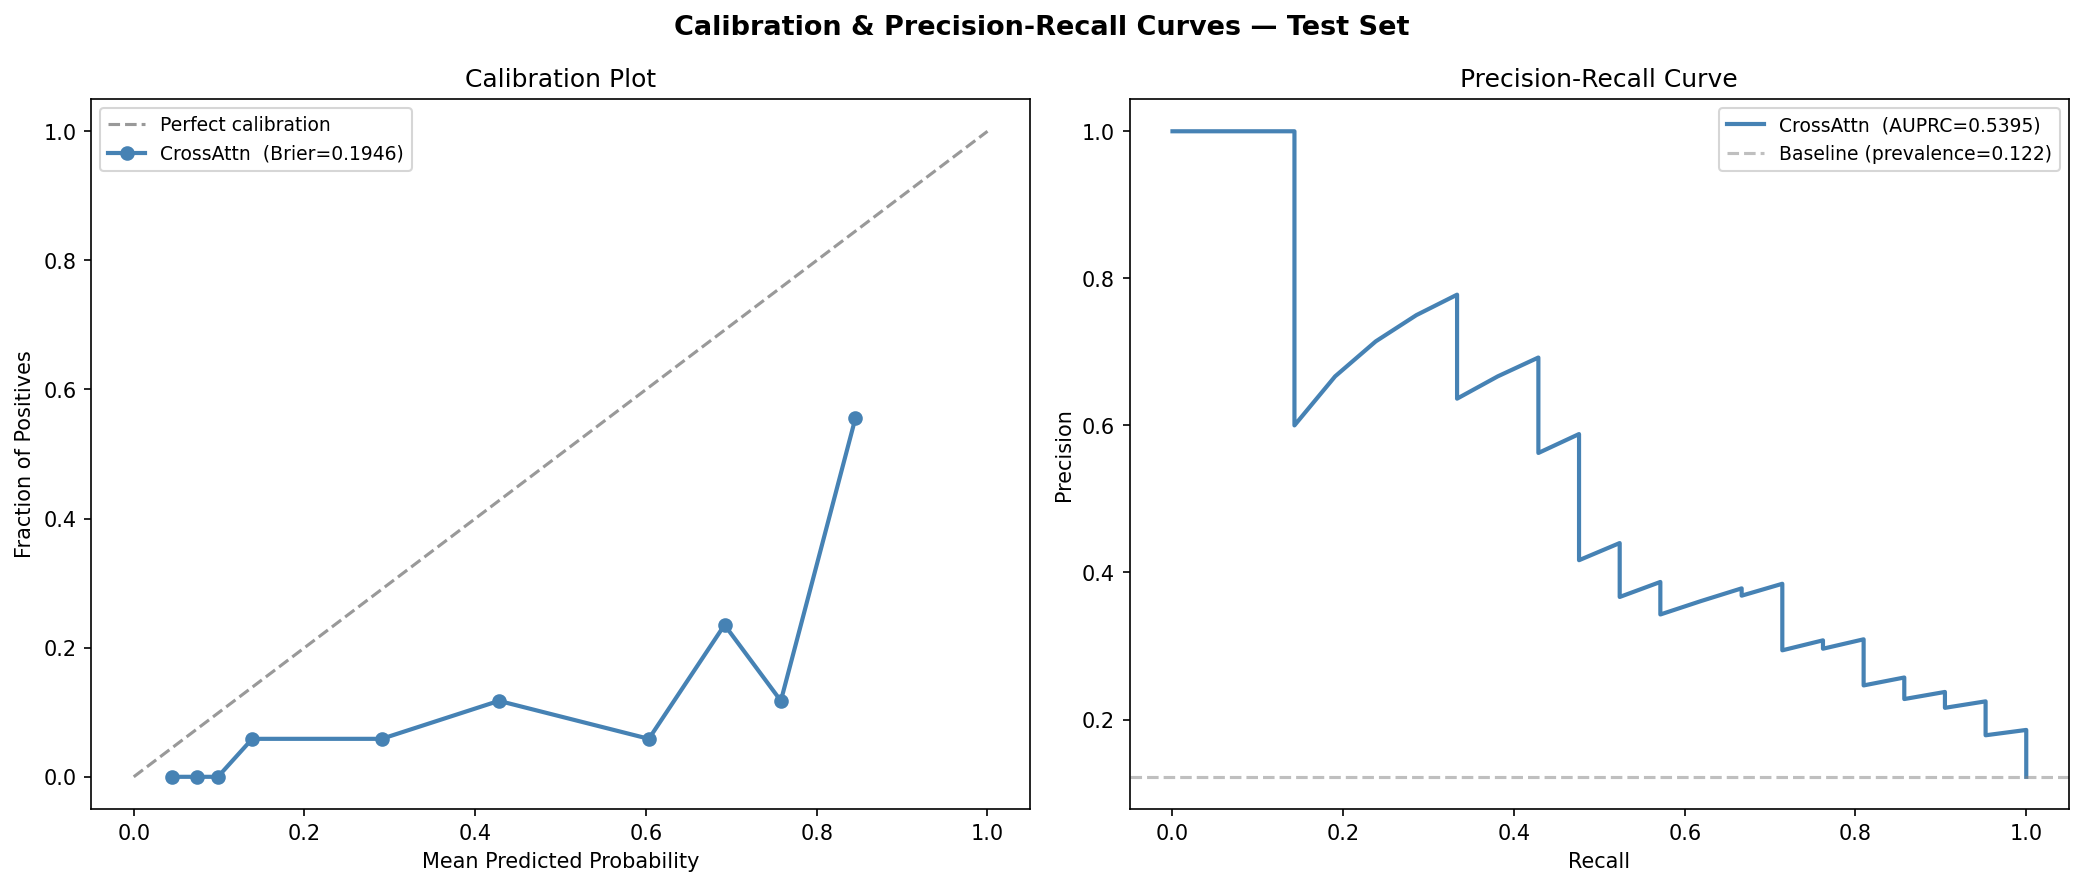 Calibration & Precision-Recall Curves — Test Set
Calibration Plot
Perfect calibration
CrossAttn (Brier=0.1946)
Fraction of Positives
1.0
0.8
0.6
0.4
0.2
0.0
0.0 0.2 0.4 0.6 0.8 1.0
Mean Predicted Probability
Precision-Recall Curve
CrossAttn (AUPRC=0.5395)
Baseline (prevalence=0.122)
Precision
1.0
0.8
0.6
0.4
0.2
0.0 0.2 0.4 0.6 0.8 1.0
Recall